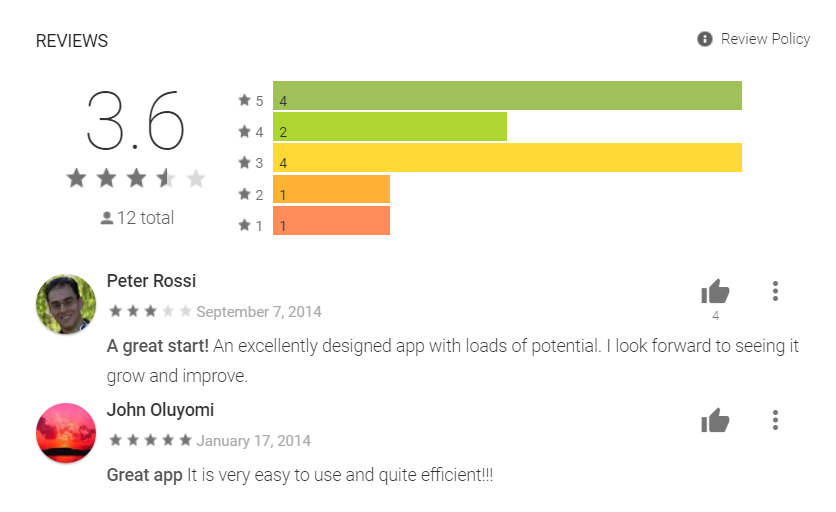 REVIEWS
Review Policy
3.6
12 total
5 4
4 2
3 4
2 1
1 1
Peter Rossi
September 7, 2014
4
A great start! An excellently designed app with loads of potential. I look forward to seeing it
grow and improve.
John Oluyomi
January 17, 2014
Great app It is very easy to use and quite efficient!!!